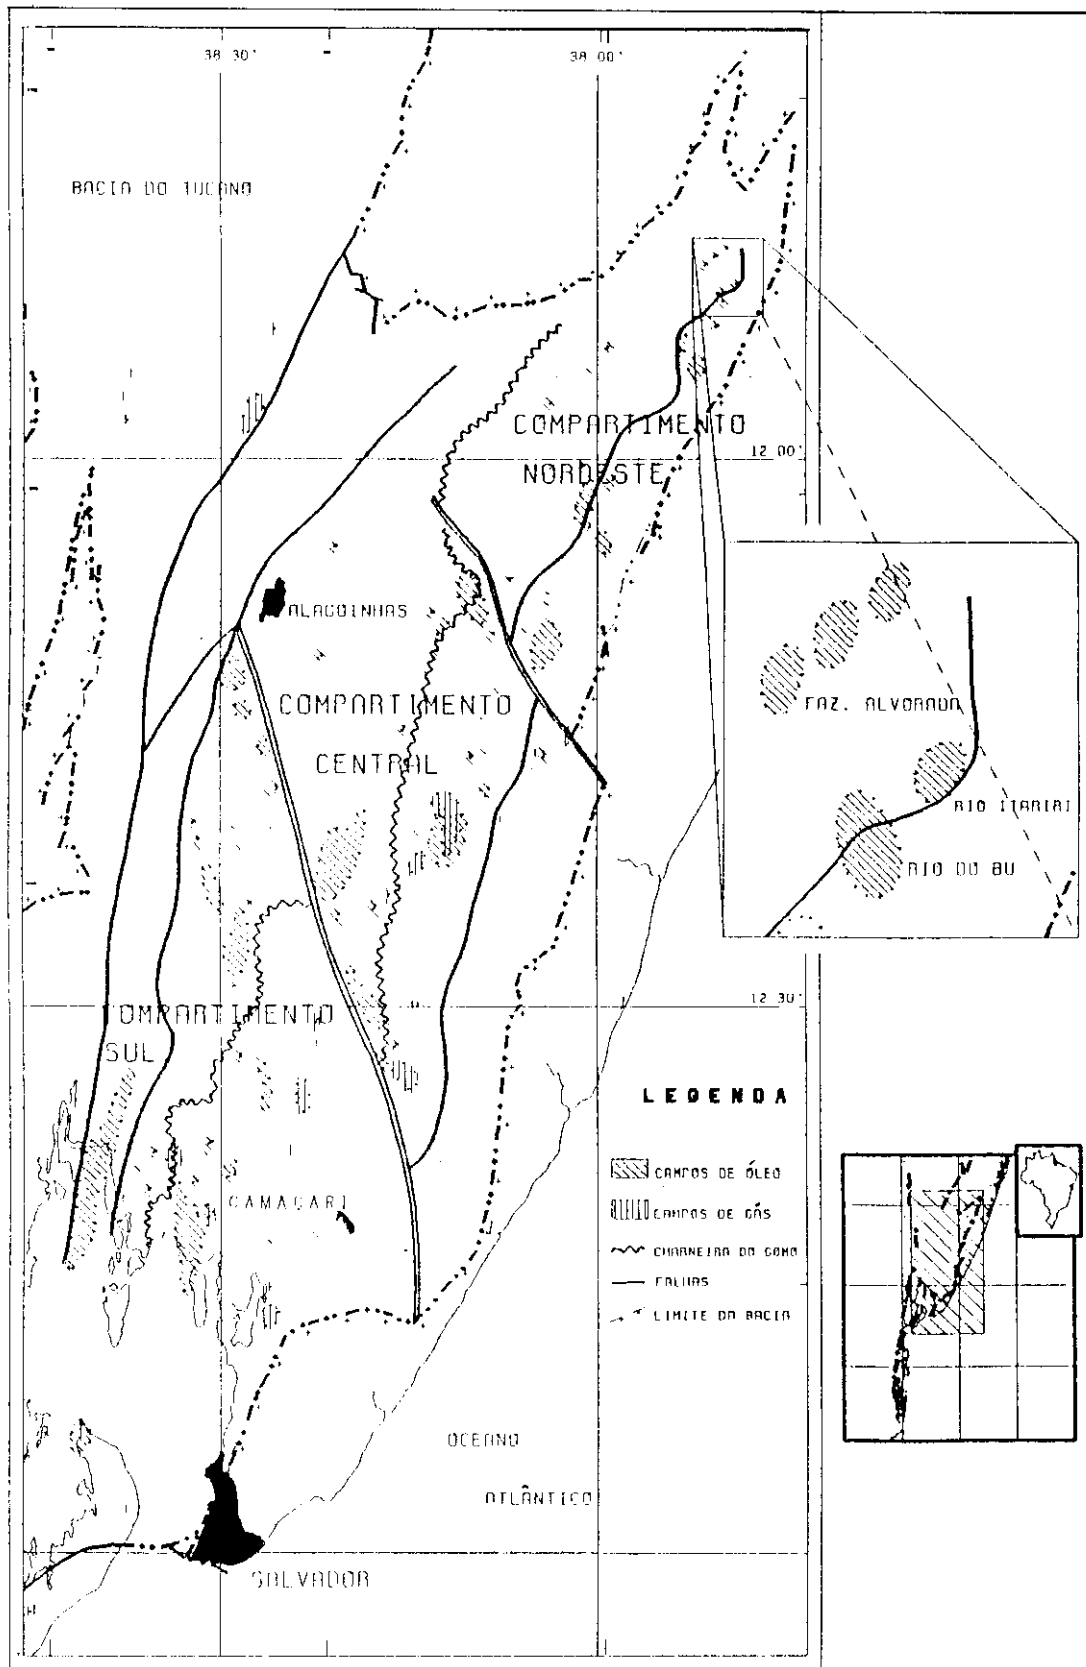 38 30'
38 00'
BACIA DO TUCANO
COMPARTIMENTO
NORDESTE
12 00'
ALAGOINHAS
COMPARTIMENTO
CENTRAL
FAZ. ALVORADA
RIO ITARIRI
RIO DO BU
12 30'
COMPARTIMENTO
SUL
LEGENDA
CAMPOS DE ÓLEO
CAMPOS DE GÁS
CHARNEIRA DO GOMO
FALHAS
LIMITE DA BACIA
CAMAÇARI
OCEANO
ATLÂNTICO
SALVADOR